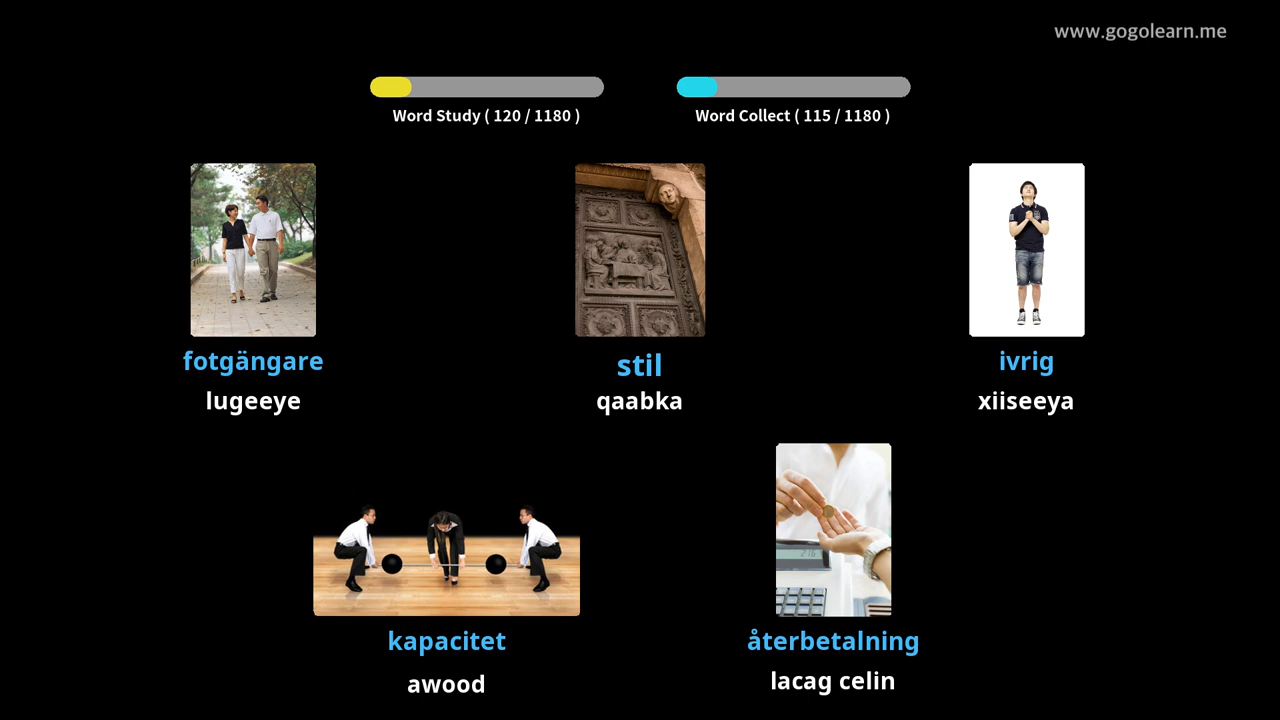 www.gogolearn.me
Word Study ( 120 / 1180 )
Word Collect ( 115 / 1180 )
fotgängare
lugeeye
stil
qaabka
ivrig
xiiseeya
kapacitet
awood
återbetalning
lacag celin